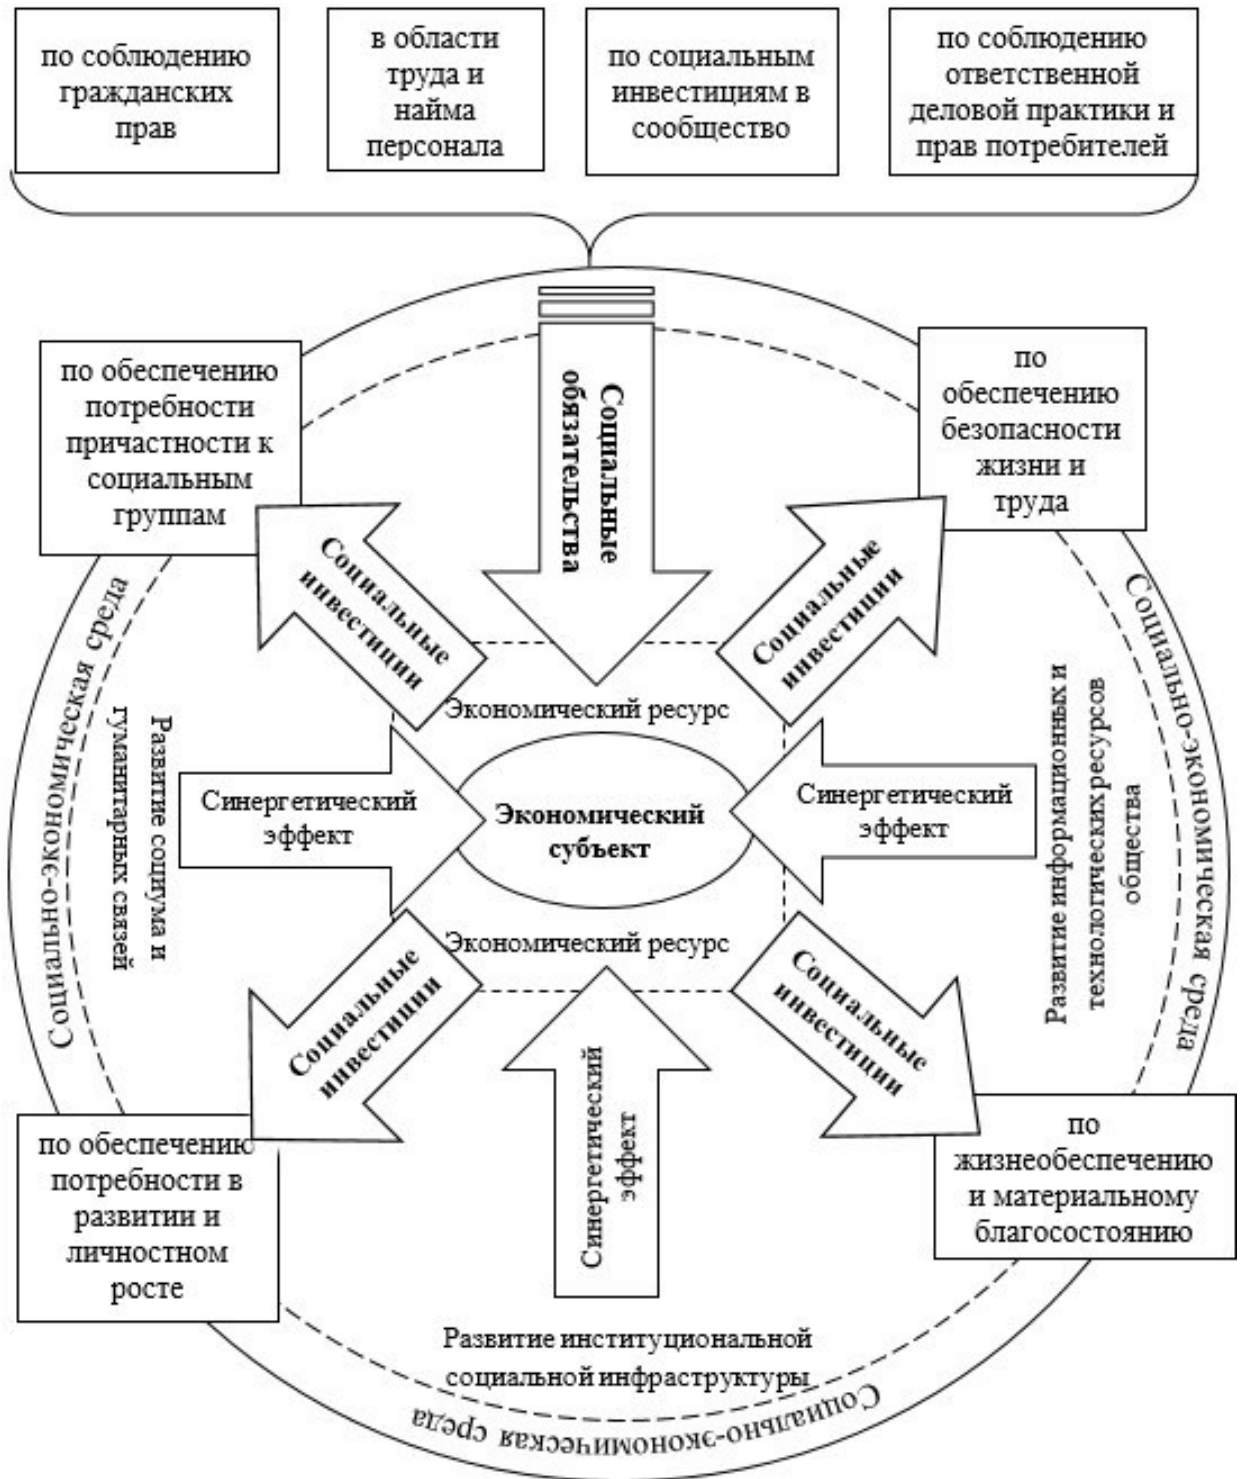 по соблюдению
гражданских
прав
в области
труда и
найма
персонала
по социальным
инвестициям в
сообщество
по соблюдению
ответственной
деловой практики и
прав потребителей
по обеспечению
потребности
причастности к
социальным
группам
Социальные
обязательства
по
обеспечению
безопасности
жизни и
труда
Социальные
инвестиции
Социальные
инвестиции
Социально-экономическая среда
Социально-экономическая среда
Развитие социума и
гуманитарных связей
Экономический ресурс
Синергетический
эффект
Экономический
субъект
Синергетический
эффект
Развитие информационных и
технологических ресурсов
общества
Экономический ресурс
Социальные
инвестиции
Социальные
инвестиции
Синергетический
эффект
по обеспечению
потребности в
развитии и
личностном
росте
по
жизнеобеспечению
и материальному
благосостоянию
Развитие институциональной
социальной инфраструктуры
Социально-экономическая среда